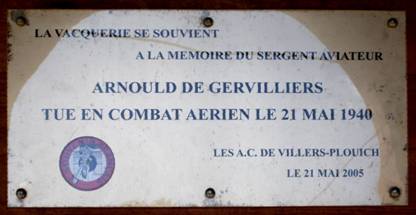 LA VACQUERIE SE SOUVIENT
A LA MEMOIRE DU SERGENT AVIATEUR
ARNOULD DE GERVILLIERS
TUE EN COMBAT AERIEN LE 21 MAI 1940
LES A.C. DE VILLERS-PLOUICH
LE 21 MAI 2005